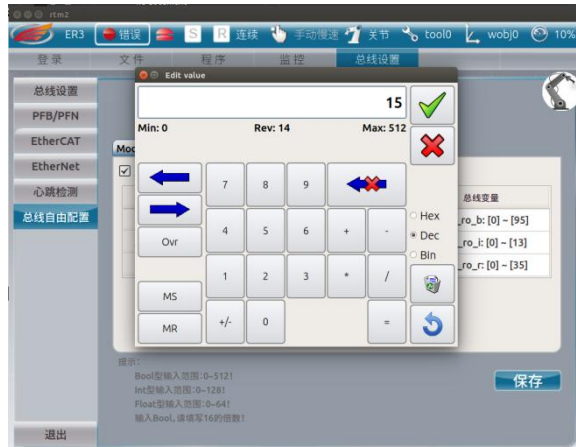 rtmz
ER3 错误 S R 连续 手动慢速 关节 tool0 wobj0 10%
登录 文件 程序 监控 总线设置
Edit value
总线设置
PFB/PFN
EtherCAT
EtherNet
心跳检测
总线自由配置
退出
15
Min: 0 Rev: 14 Max: 512
7 8 9
Ovr 4 5 6 + -
Hex
Dec
Bin
1 2 3 * /
MS
MR +/- 0 =
总线变量
_ro_b: [0] ~ [95]
_ro_i: [0] ~ [13]
_ro_r: [0] ~ [35]
提示:
Bool型输入范围:0~512!
Int型输入范围:0~128!
Float型输入范围:0~64!
输入Bool, 请填写16的倍数!
保存